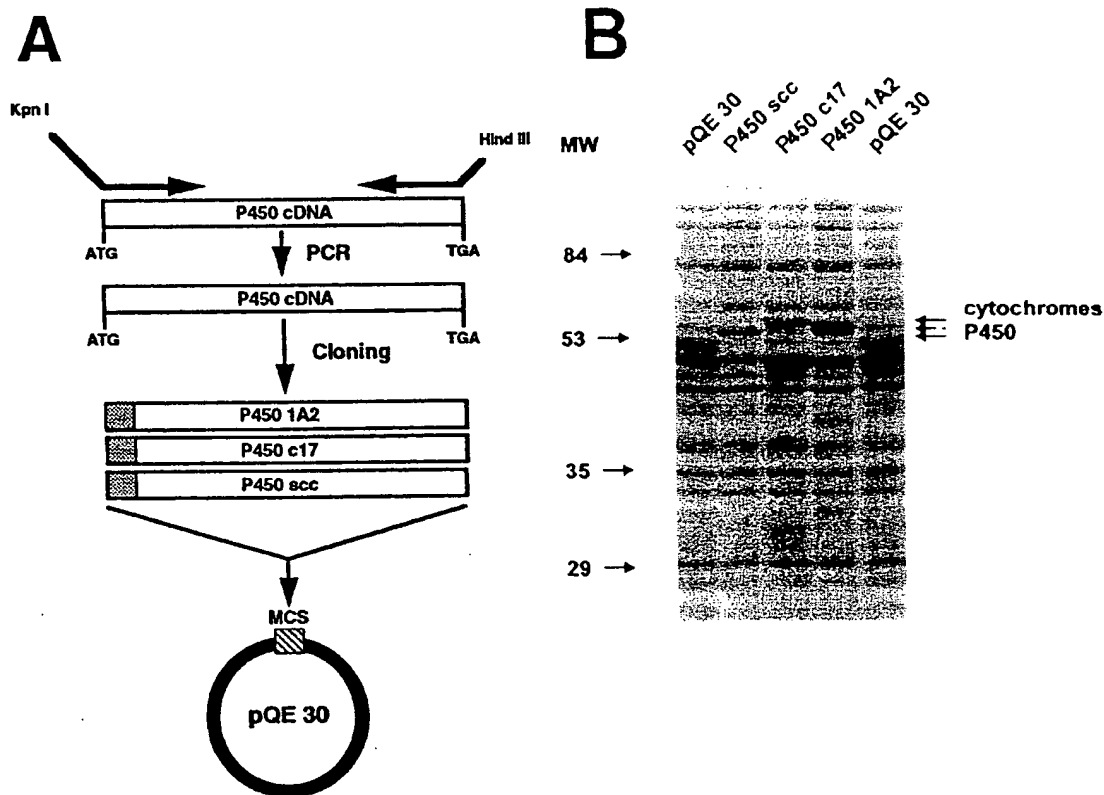 A
Kpn I
Hind III
P450 cDNA
ATG
TGA
PCR
P450 cDNA
ATG
TGA
Cloning
P450 1A2
P450 c17
P450 scc
MCS
pQE 30
B
MW
pQE 30
P450 scc
P450 c17
P450 1A2
pQE 30
84
53
35
29
cytochromes
P450